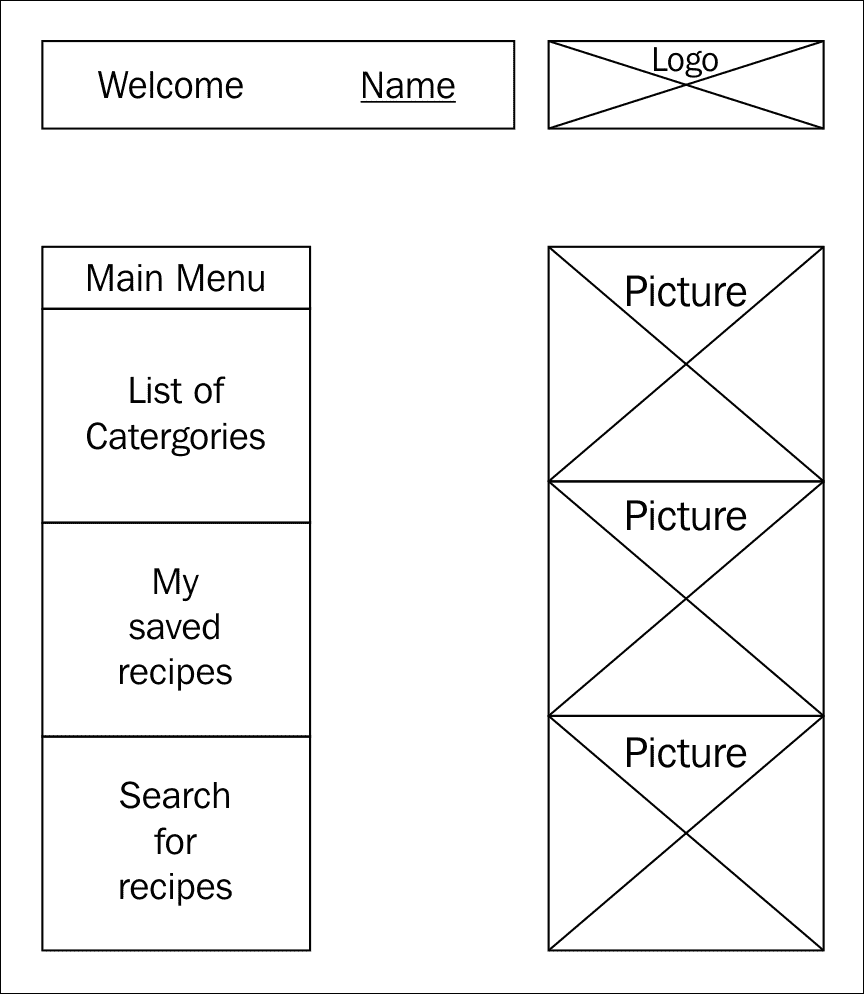 Welcome Name
Logo
Main Menu
List of
Catergories
My
saved
recipes
Search
for
recipes
Picture
Picture
Picture